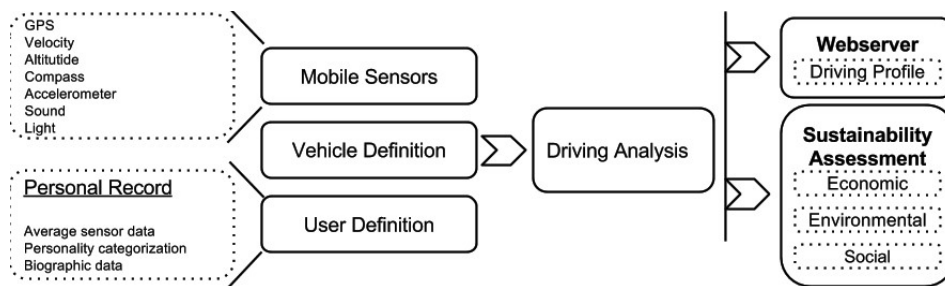 GPS
Velocity
Altitutide
Compass
Accelerometer
Sound
Light
Personal Record
Average sensor data
Personality categorization
Biographic data
Mobile Sensors
Vehicle Definition
User Definition
Driving Analysis
Webserver
Driving Profile
Sustainability
Assessment
Economic
Environmental
Social